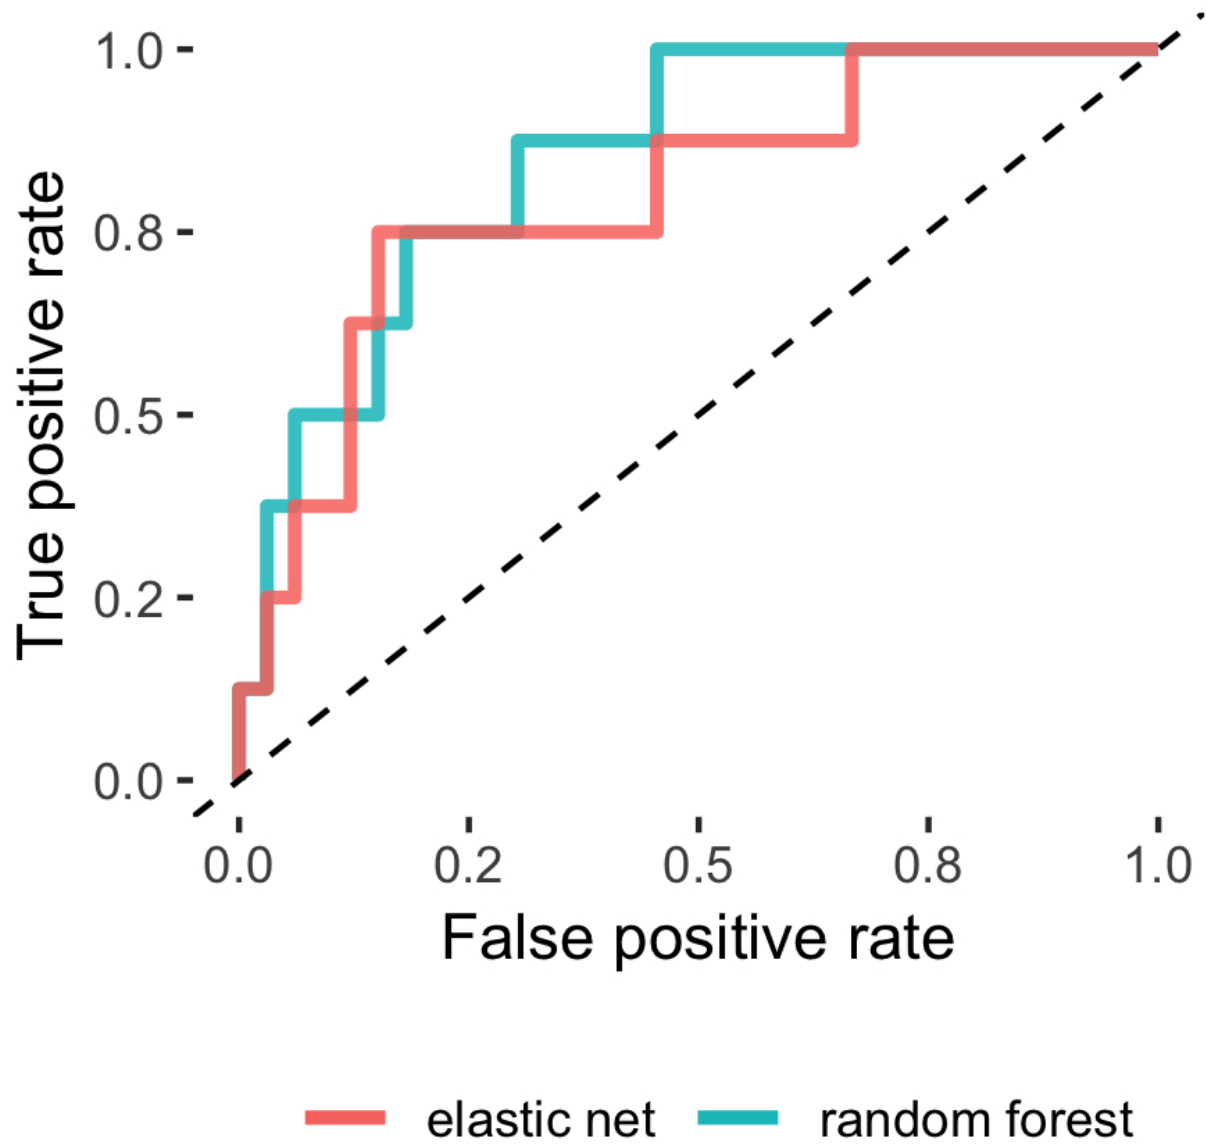 True positive rate
1.0
0.8
0.5
0.2
0.0
0.0 0.2 0.5 0.8 1.0
False positive rate
elastic net random forest